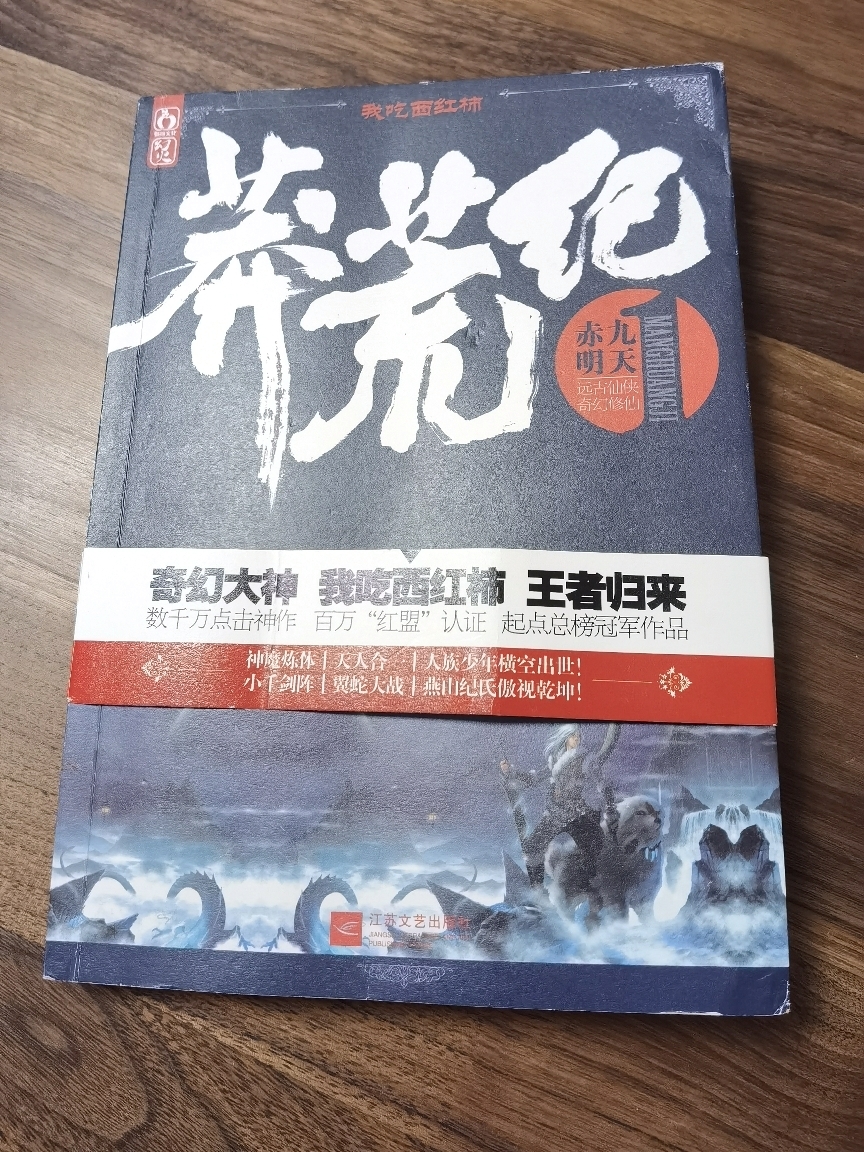 我吃西红柿
幻火
莽荒纪
1
MANGHUANGJI
九天
赤明
远古仙侠
奇幻修仙
奇幻大神 我吃西红柿 王者归来
数千万点击神作 百万“红盟”认证 起点总榜冠军作品
神魔炼体|天人合一|人族少年横空出世!
小千剑阵|翼蛇大战|燕山纪氏傲视乾坤!
江苏文艺出版社